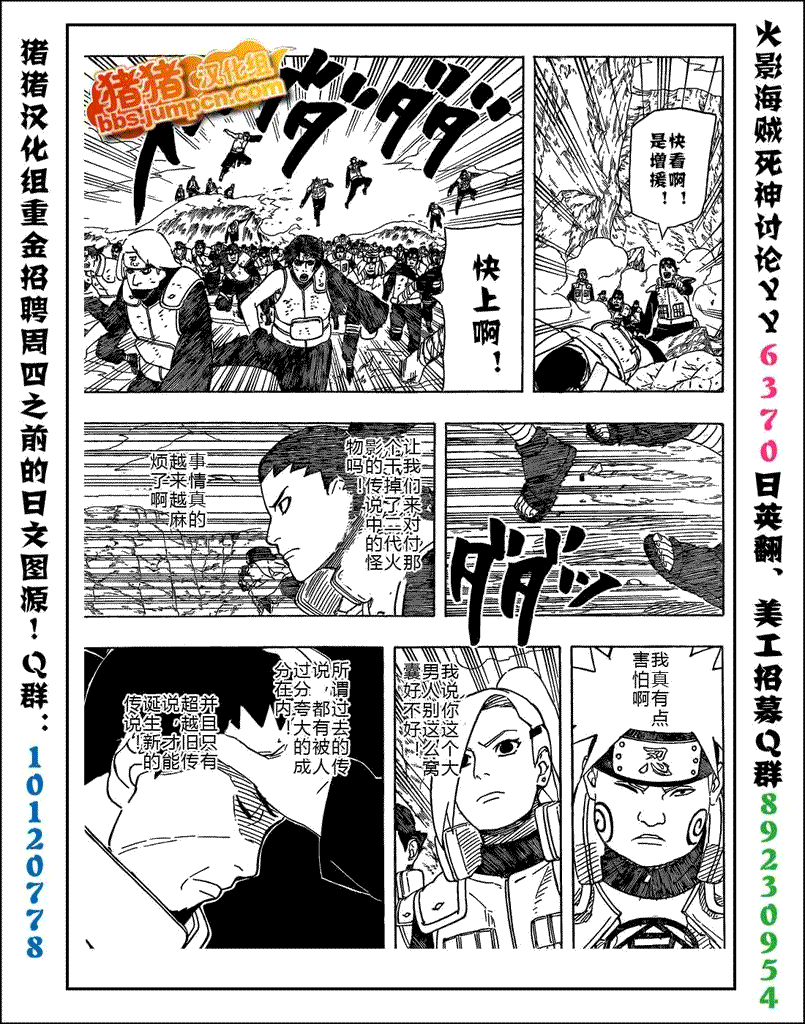 猪猪汉化组
bbs.jumpcn.com
猪猪汉化组重金招聘周四之前的日文图源！Q群：10120778
火影海贼死神讨论YY6370日英翻、美工招募Q群89230954
快看啊！
是增援！
快上啊！
ダダダ
让我们来对付那
个干掉了二代火
影的传说中的怪
物吗！
事情真的
越来越麻
烦了啊
ダダッ
我真有点
害怕啊
忍
我说你这个大
男人别这么窝
囊好不好！
所谓过去的传
说，都有被人
过分夸大的成
分在内！
并且只有
超越旧传
说，才能
诞生新的
传说！